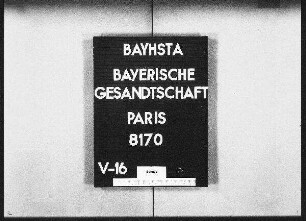 BAYHSTA
BAYERISCHE
GESANDTSCHAFT
PARIS
8170
V-16